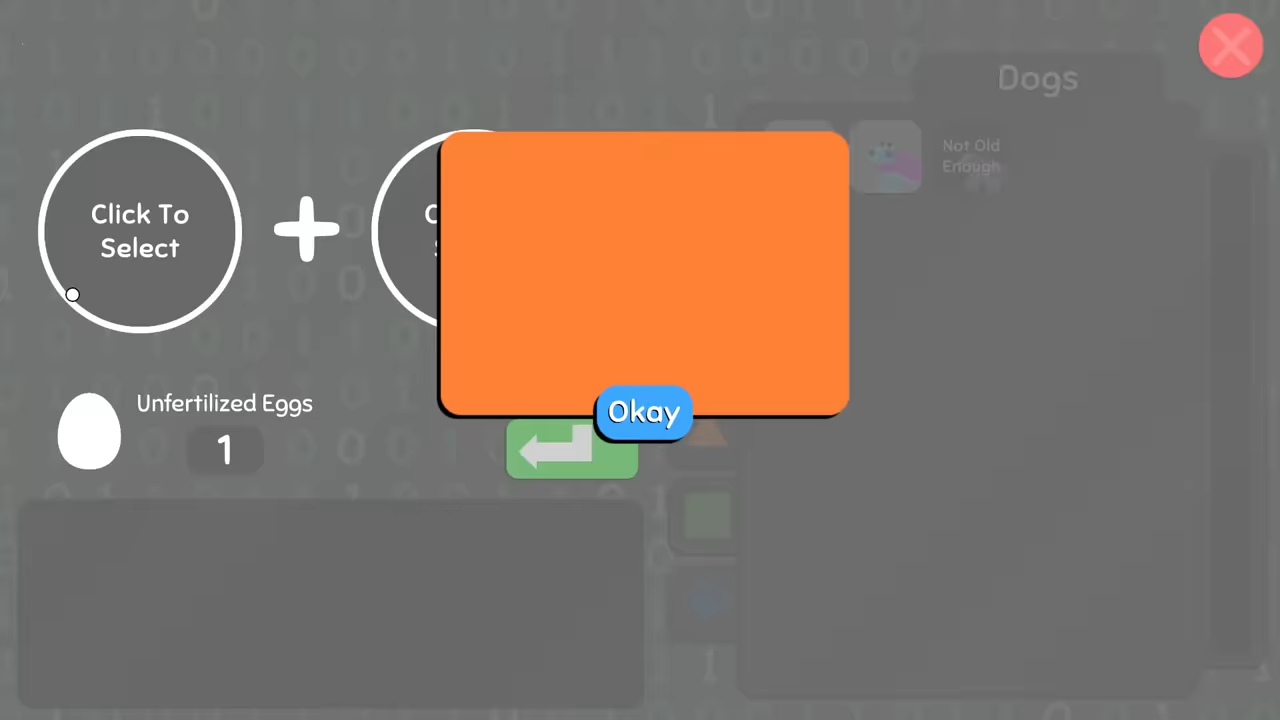 Dogs
Not Old
Enough
Click To
Select
Unfertilized Eggs
1
Okay